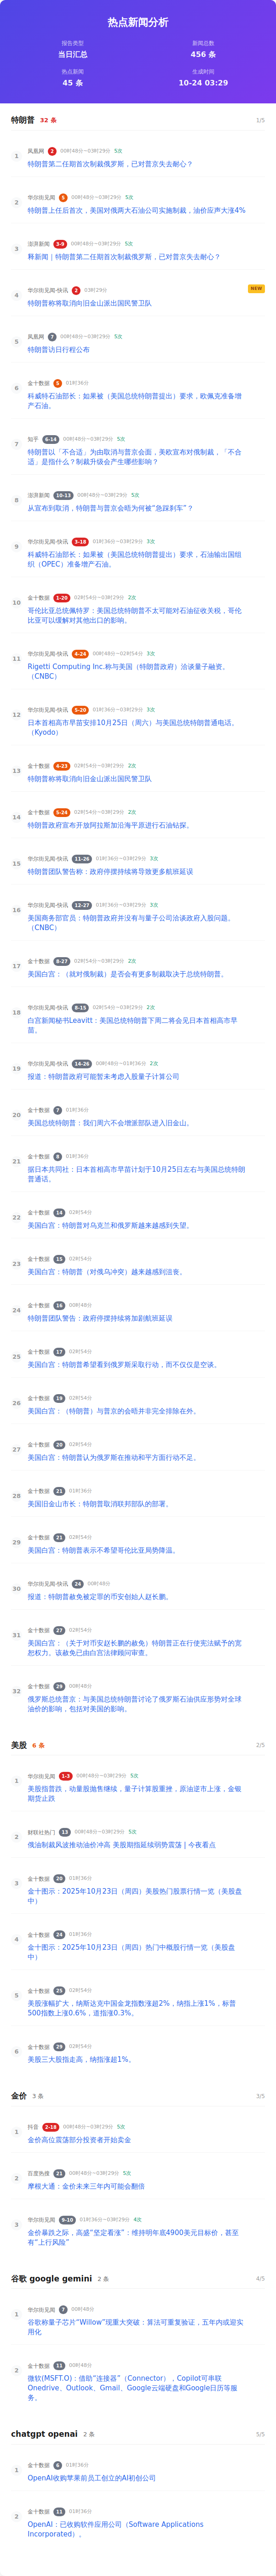 热点新闻分析
报告类型
新闻总数
当日汇总
456 条
热点新闻
生成时间
45 条
10-24 03:29
特朗普 32 条 1/5
1
凤凰网 2 00时48分~03时29分 5次
特朗普第二任期首次制裁俄罗斯，已对普京失去耐心？
2
华尔街见闻 5 00时48分~03时29分 5次
特朗普上任后首次，美国对俄两大石油公司实施制裁，油价应声大涨4%
3
澎湃新闻 3-9 00时48分~03时29分 5次
释新闻｜特朗普第二任期首次制裁俄罗斯，已对普京失去耐心？
4
华尔街见闻-快讯 2 03时29分
NEW
特朗普称将取消向旧金山派出国民警卫队
5
凤凰网 7 00时48分~03时29分 5次
特朗普访日行程公布
6
金十数据 5 01时36分
科威特石油部长：如果被（美国总统特朗普提出）要求，欧佩克准备增
产石油。
7
知乎 6-14 00时48分~03时29分 5次
特朗普以「不合适」为由取消与普京会面，美欧宣布对俄制裁，「不合
适」是指什么？制裁升级会产生哪些影响？
8
澎湃新闻 10-13 00时48分~03时29分 5次
从宣布到取消，特朗普与普京会晤为何被“急踩刹车”？
9
华尔街见闻-快讯 3-18 01时36分~03时29分 3次
科威特石油部长：如果被（美国总统特朗普提出）要求，石油输出国组
织（OPEC）准备增产石油。
10
金十数据 1-20 02时54分~03时29分 2次
哥伦比亚总统佩特罗：美国总统特朗普不太可能对石油征收关税，哥伦
比亚可以缓解对其他出口的影响。
11
华尔街见闻-快讯 4-24 00时48分~03时29分 3次
Rigetti Computing Inc.称与美国（特朗普政府）洽谈量子融资。
（CNBC）
12
华尔街见闻-快讯 5-20 01时36分~03时29分 3次
日本首相高市早苗安排10月25日（周六）与美国总统特朗普通电话。
（Kyodo）
13
金十数据 4-23 02时54分~03时29分 2次
特朗普称将取消向旧金山派出国民警卫队
14
金十数据 5-24 02时54分~03时29分 2次
特朗普政府宣布开放阿拉斯加沿海平原进行石油钻探。
15
华尔街见闻-快讯 11-26 01时36分~03时29分 3次
特朗普团队警告称：政府停摆持续将导致更多航班延误
16
华尔街见闻-快讯 12-27 01时36分~03时29分 3次
美国商务部官员：特朗普政府并没有与量子公司洽谈政府入股问题。
（CNBC）
17
金十数据 8-27 02时54分~03时29分 2次
美国白宫：（就对俄制裁）是否会有更多制裁取决于总统特朗普。
18
华尔街见闻-快讯 8-15 02时54分~03时29分 2次
白宫新闻秘书Leavitt：美国总统特朗普下周二将会见日本首相高市早
苗。
19
华尔街见闻-快讯 14-26 00时48分~01时36分 2次
报道：特朗普政府可能暂未考虑入股量子计算公司
20
金十数据 7 01时36分
美国总统特朗普：我们周六不会增派部队进入旧金山。
21
金十数据 8 01时36分
据日本共同社：日本首相高市早苗计划于10月25日左右与美国总统特朗
普通话。
22
金十数据 14 02时54分
美国白宫：特朗普对乌克兰和俄罗斯越来越感到失望。
23
金十数据 15 02时54分
美国白宫：特朗普（对俄乌冲突）越来越感到沮丧。
24
金十数据 16 00时48分
特朗普团队警告：政府停摆持续将加剧航班延误
25
金十数据 17 02时54分
美国白宫：特朗普希望看到俄罗斯采取行动，而不仅仅是空谈。
26
金十数据 19 02时54分
美国白宫：（特朗普）与普京的会晤并非完全排除在外。
27
金十数据 20 02时54分
美国白宫：特朗普认为俄罗斯在推动和平方面行动不足。
28
金十数据 21 01时36分
美国旧金山市长：特朗普取消联邦部队的部署。
29
金十数据 21 02时54分
美国白宫：特朗普表示不希望哥伦比亚局势降温。
30
华尔街见闻-快讯 24 00时48分
报道：特朗普赦免被定罪的币安创始人赵长鹏。
31
金十数据 27 02时54分
美国白宫：（关于对币安赵长鹏的赦免）特朗普正在行使宪法赋予的宽
恕权力。该赦免已由白宫法律顾问审查。
32
金十数据 29 00时48分
俄罗斯总统普京：与美国总统特朗普讨论了俄罗斯石油供应形势对全球
油价的影响，包括对美国的影响。
美股 6 条 2/5
1
华尔街见闻 1-3 00时48分~03时29分 5次
美股指普跌，动量股抛售继续，量子计算股重挫，原油逆市上涨，金银
期货止跌
2
财联社热门 13 00时48分~03时29分 5次
俄油制裁风波推动油价冲高 美股期指延续弱势震荡 | 今夜看点
3
金十数据 20 01时36分
金十图示：2025年10月23日（周四）美股热门股票行情一览（美股盘
中）
4
金十数据 24 01时36分
金十图示：2025年10月23日（周四）热门中概股行情一览（美股盘
中）
5
金十数据 25 02时54分
美股涨幅扩大，纳斯达克中国金龙指数涨超2%，纳指上涨1%，标普
500指数上涨0.6%，道指涨0.3%。
6
金十数据 29 02时54分
美股三大股指走高，纳指涨超1%。
金价 3 条 3/5
1
抖音 2-18 00时48分~03时29分 5次
金价高位震荡部分投资者开始卖金
2
百度热搜 21 00时48分~03时29分 5次
摩根大通：金价未来三年内可能会翻倍
3
华尔街见闻 9-10 01时36分~03时29分 4次
金价暴跌之际，高盛“坚定看涨”：维持明年底4900美元目标价，甚至
有“上行风险”
谷歌 google gemini 2 条 4/5
1
华尔街见闻 7 00时48分
谷歌称量子芯片“Willow”现重大突破：算法可重复验证，五年内或迎实
用化
2
金十数据 11 00时48分
微软(MSFT.O)：借助“连接器”（Connector），Copilot可串联
Onedrive、Outlook、Gmail、Google云端硬盘和Google日历等服
务。
chatgpt openai 2 条 5/5
1
金十数据 6 01时36分
OpenAI收购苹果前员工创立的AI初创公司
2
金十数据 11 01时36分
OpenAI：已收购软件应用公司（Software Applications
Incorporated）。